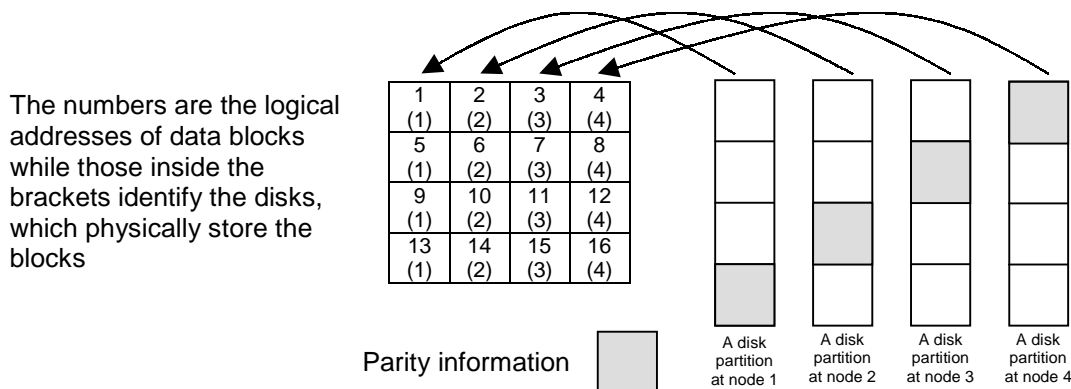 The numbers are the logical
addresses of data blocks
while those inside the
brackets identify the disks,
which physically store the
blocks
1 2 3 4
(1) (2) (3) (4)
5 6 7 8
(1) (2) (3) (4)
9 10 11 12
(1) (2) (3) (4)
13 14 15 16
(1) (2) (3) (4)
Parity information
A disk
partition
at node 1
A disk
partition
at node 2
A disk
partition
at node 3
A disk
partition
at node 4